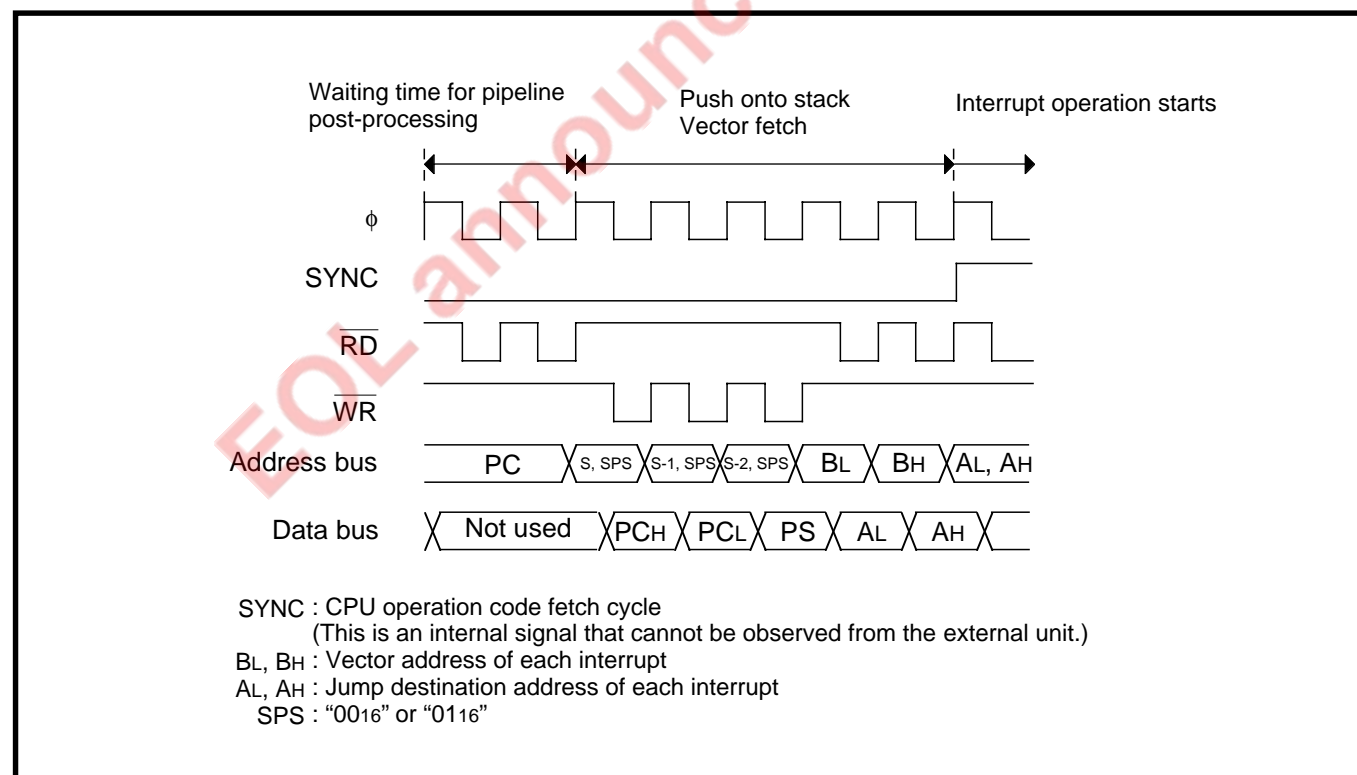 Waiting time for pipeline
post-processing
Push onto stack
Vector fetch
Interrupt operation starts
ϕ
SYNC
RD
WR
Address bus PC S, SPS S-1, SPS S-2, SPS BL BH AL, AH
Data bus Not used PCH PCL PS AL AH
SYNC : CPU operation code fetch cycle
(This is an internal signal that cannot be observed from the external unit.)
BL, BH : Vector address of each interrupt
AL, AH : Jump destination address of each interrupt
SPS : “0016” or “0116”
EOL announc